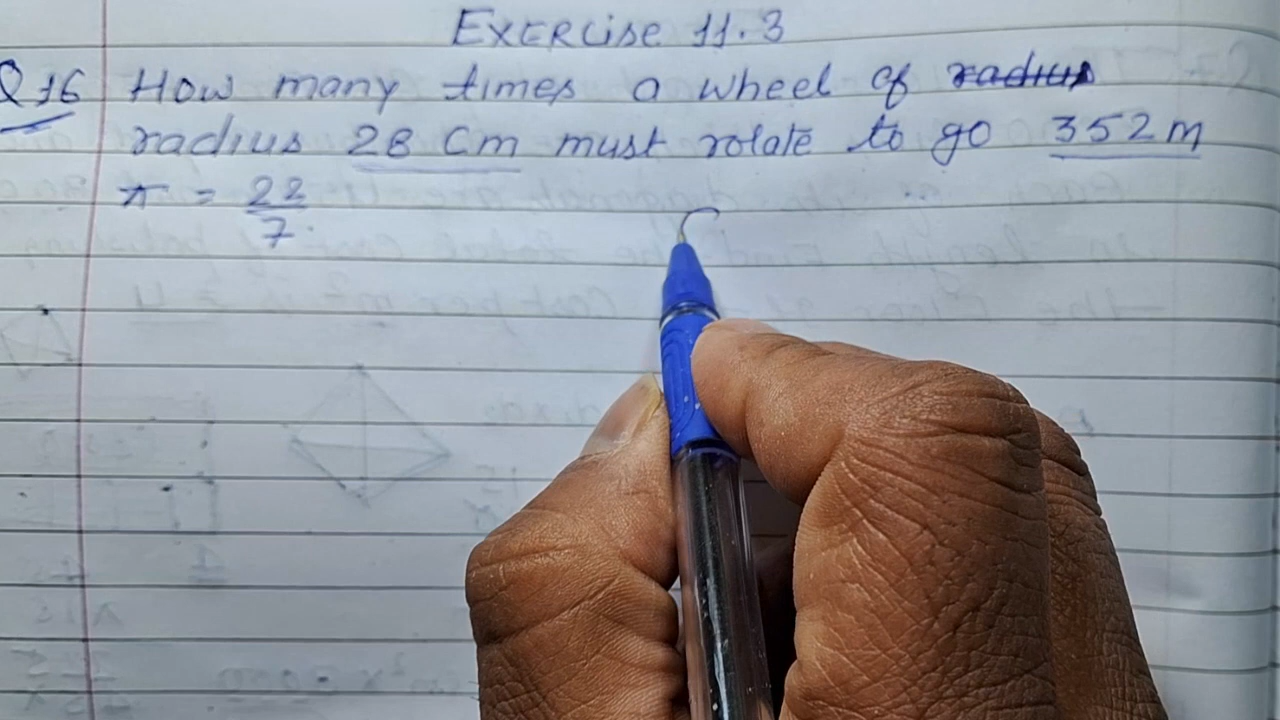 Exercise 11.3
Q 16 How many times a wheel of radius
radius 28 Cm must rotate to go 352 m
π = 22/7